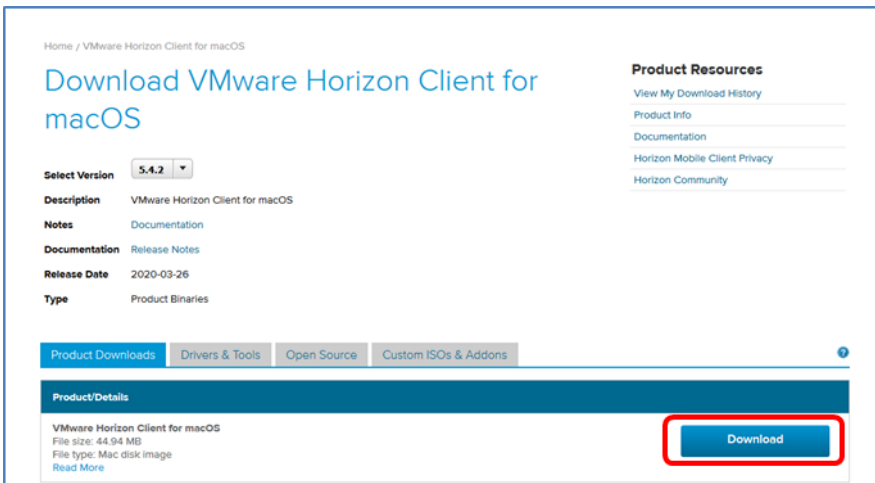 Home / VMware Horizon Client for macOS
Download VMware Horizon Client for
macOS
Select Version 5.4.2
Description VMware Horizon Client for macOS
Notes Documentation
Documentation Release Notes
Release Date 2020-03-26
Type Product Binaries
Product Resources
View My Download History
Product Info
Documentation
Horizon Mobile Client Privacy
Horizon Community
Product Downloads Drivers & Tools Open Source Custom ISOs & Addons ?
Product/Details
VMware Horizon Client for macOS
File size: 44.94 MB
File type: Mac disk image
Read More
Download